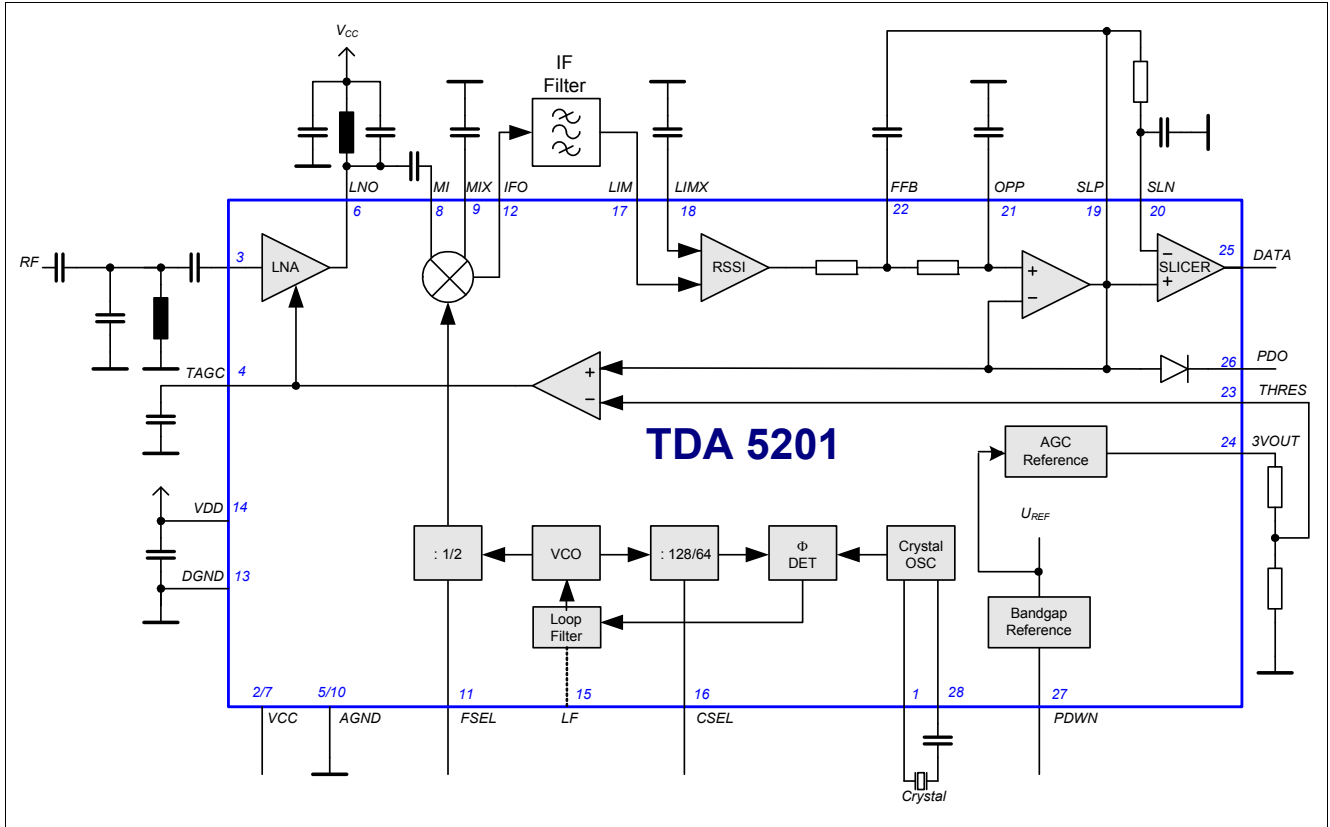 VCC
IF
Filter
LNO
MI
MIX
IFO
LIM
LIMX
FFB
OPP
SLP
SLN
6
8
9
12
17
18
22
21
19
20
RF
3
LNA
RSSI
+
−
−
SLICER
+
25
DATA
TAGC
4
+
−
26
PDO
23
THRES
TDA 5201
AGC
Reference
24
3VOUT
VDD
14
UREF
: 1/2
VCO
: 128/64
Φ
DET
Crystal
OSC
DGND
13
Loop
Filter
Bandgap
Reference
2/7
VCC
5/10
AGND
11
FSEL
15
LF
16
CSEL
1
28
27
PDWN
Crystal